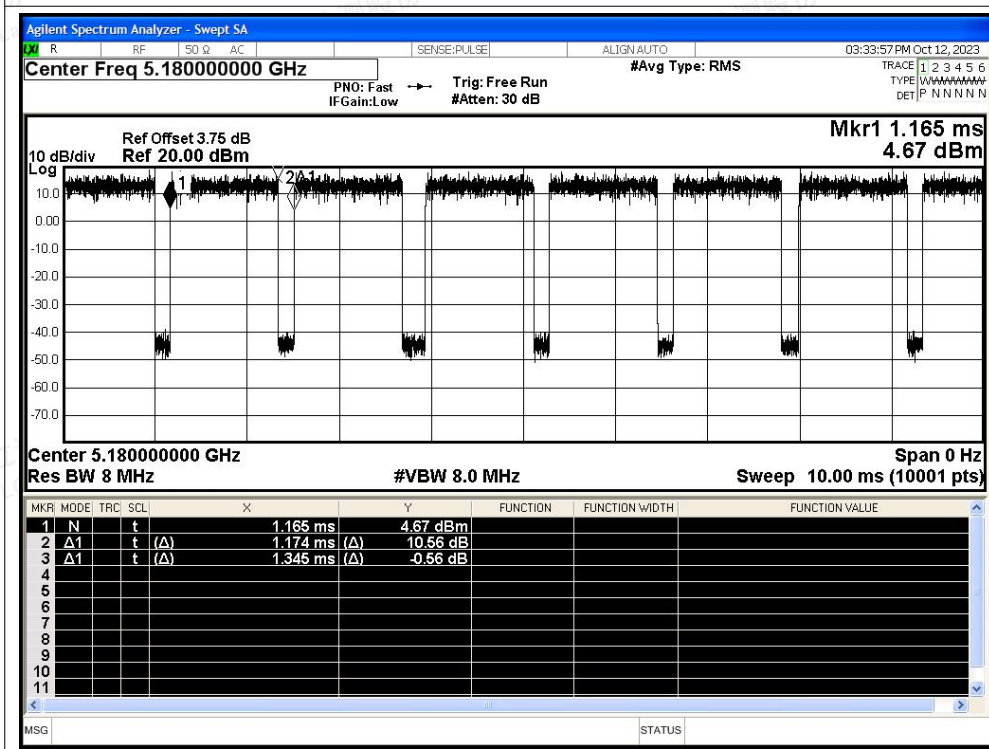 Agilent Spectrum Analyzer - Swept SA
LXI R RF 50 Ω AC SENSE:PULSE ALIGN AUTO 03:33:57 PM Oct 12, 2023
Center Freq 5.180000000 GHz #Avg Type: RMS TRACE 1 2 3 4 5 6
PNO: Fast Trig: Free Run TYPE WWWWWW
IFGain:Low #Atten: 30 dB DET P N N N N N
Mkr1 1.165 ms
Ref Offset 3.75 dB
10 dB/div Ref 20.00 dBm 4.67 dBm
Log
1 2Δ1
10.0
0.00
-10.0
-20.0
-30.0
-40.0
-50.0
-60.0
-70.0
Center 5.180000000 GHz Span 0 Hz
Res BW 8 MHz #VBW 8.0 MHz Sweep 10.00 ms (10001 pts)
MKR MODE TRC SCL X Y FUNCTION FUNCTION WIDTH FUNCTION VALUE
1 N t 1.165 ms 4.67 dBm
2 Δ1 t (Δ) 1.174 ms (Δ) 10.56 dB
3 Δ1 t (Δ) 1.345 ms (Δ) -0.56 dB
4
5
6
7
8
9
10
11
MSG STATUS